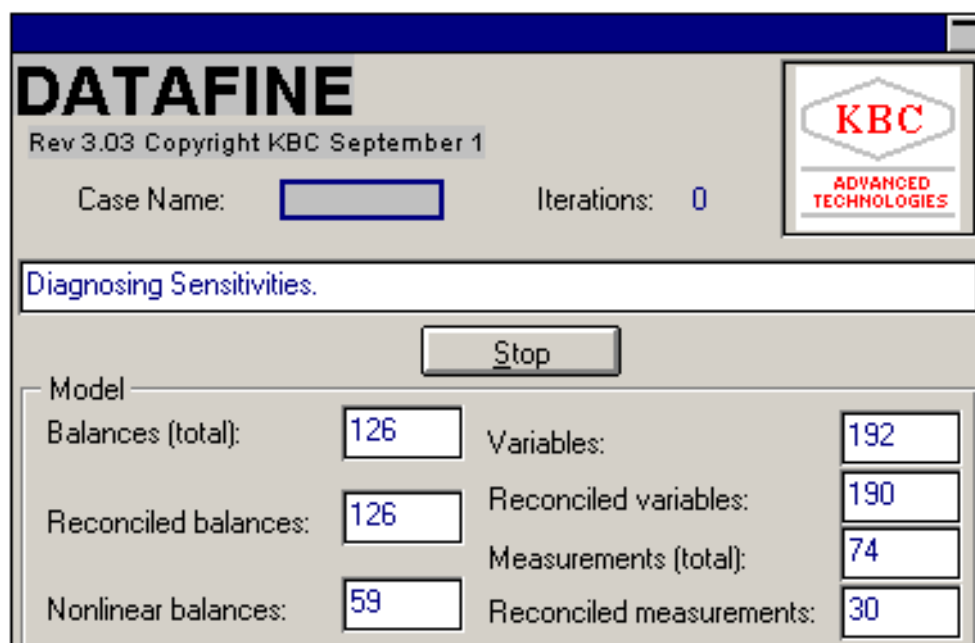 DATAFINE
Rev 3.03 Copyright KBC September 1
KBC
ADVANCED
TECHNOLOGIES
Case Name: Iterations: 0
Diagnosing Sensitivities.
Stop
Model
Balances (total): 126 Variables: 192
Reconciled balances: 126 Reconciled variables: 190
Measurements (total): 74
Nonlinear balances: 59 Reconciled measurements: 30